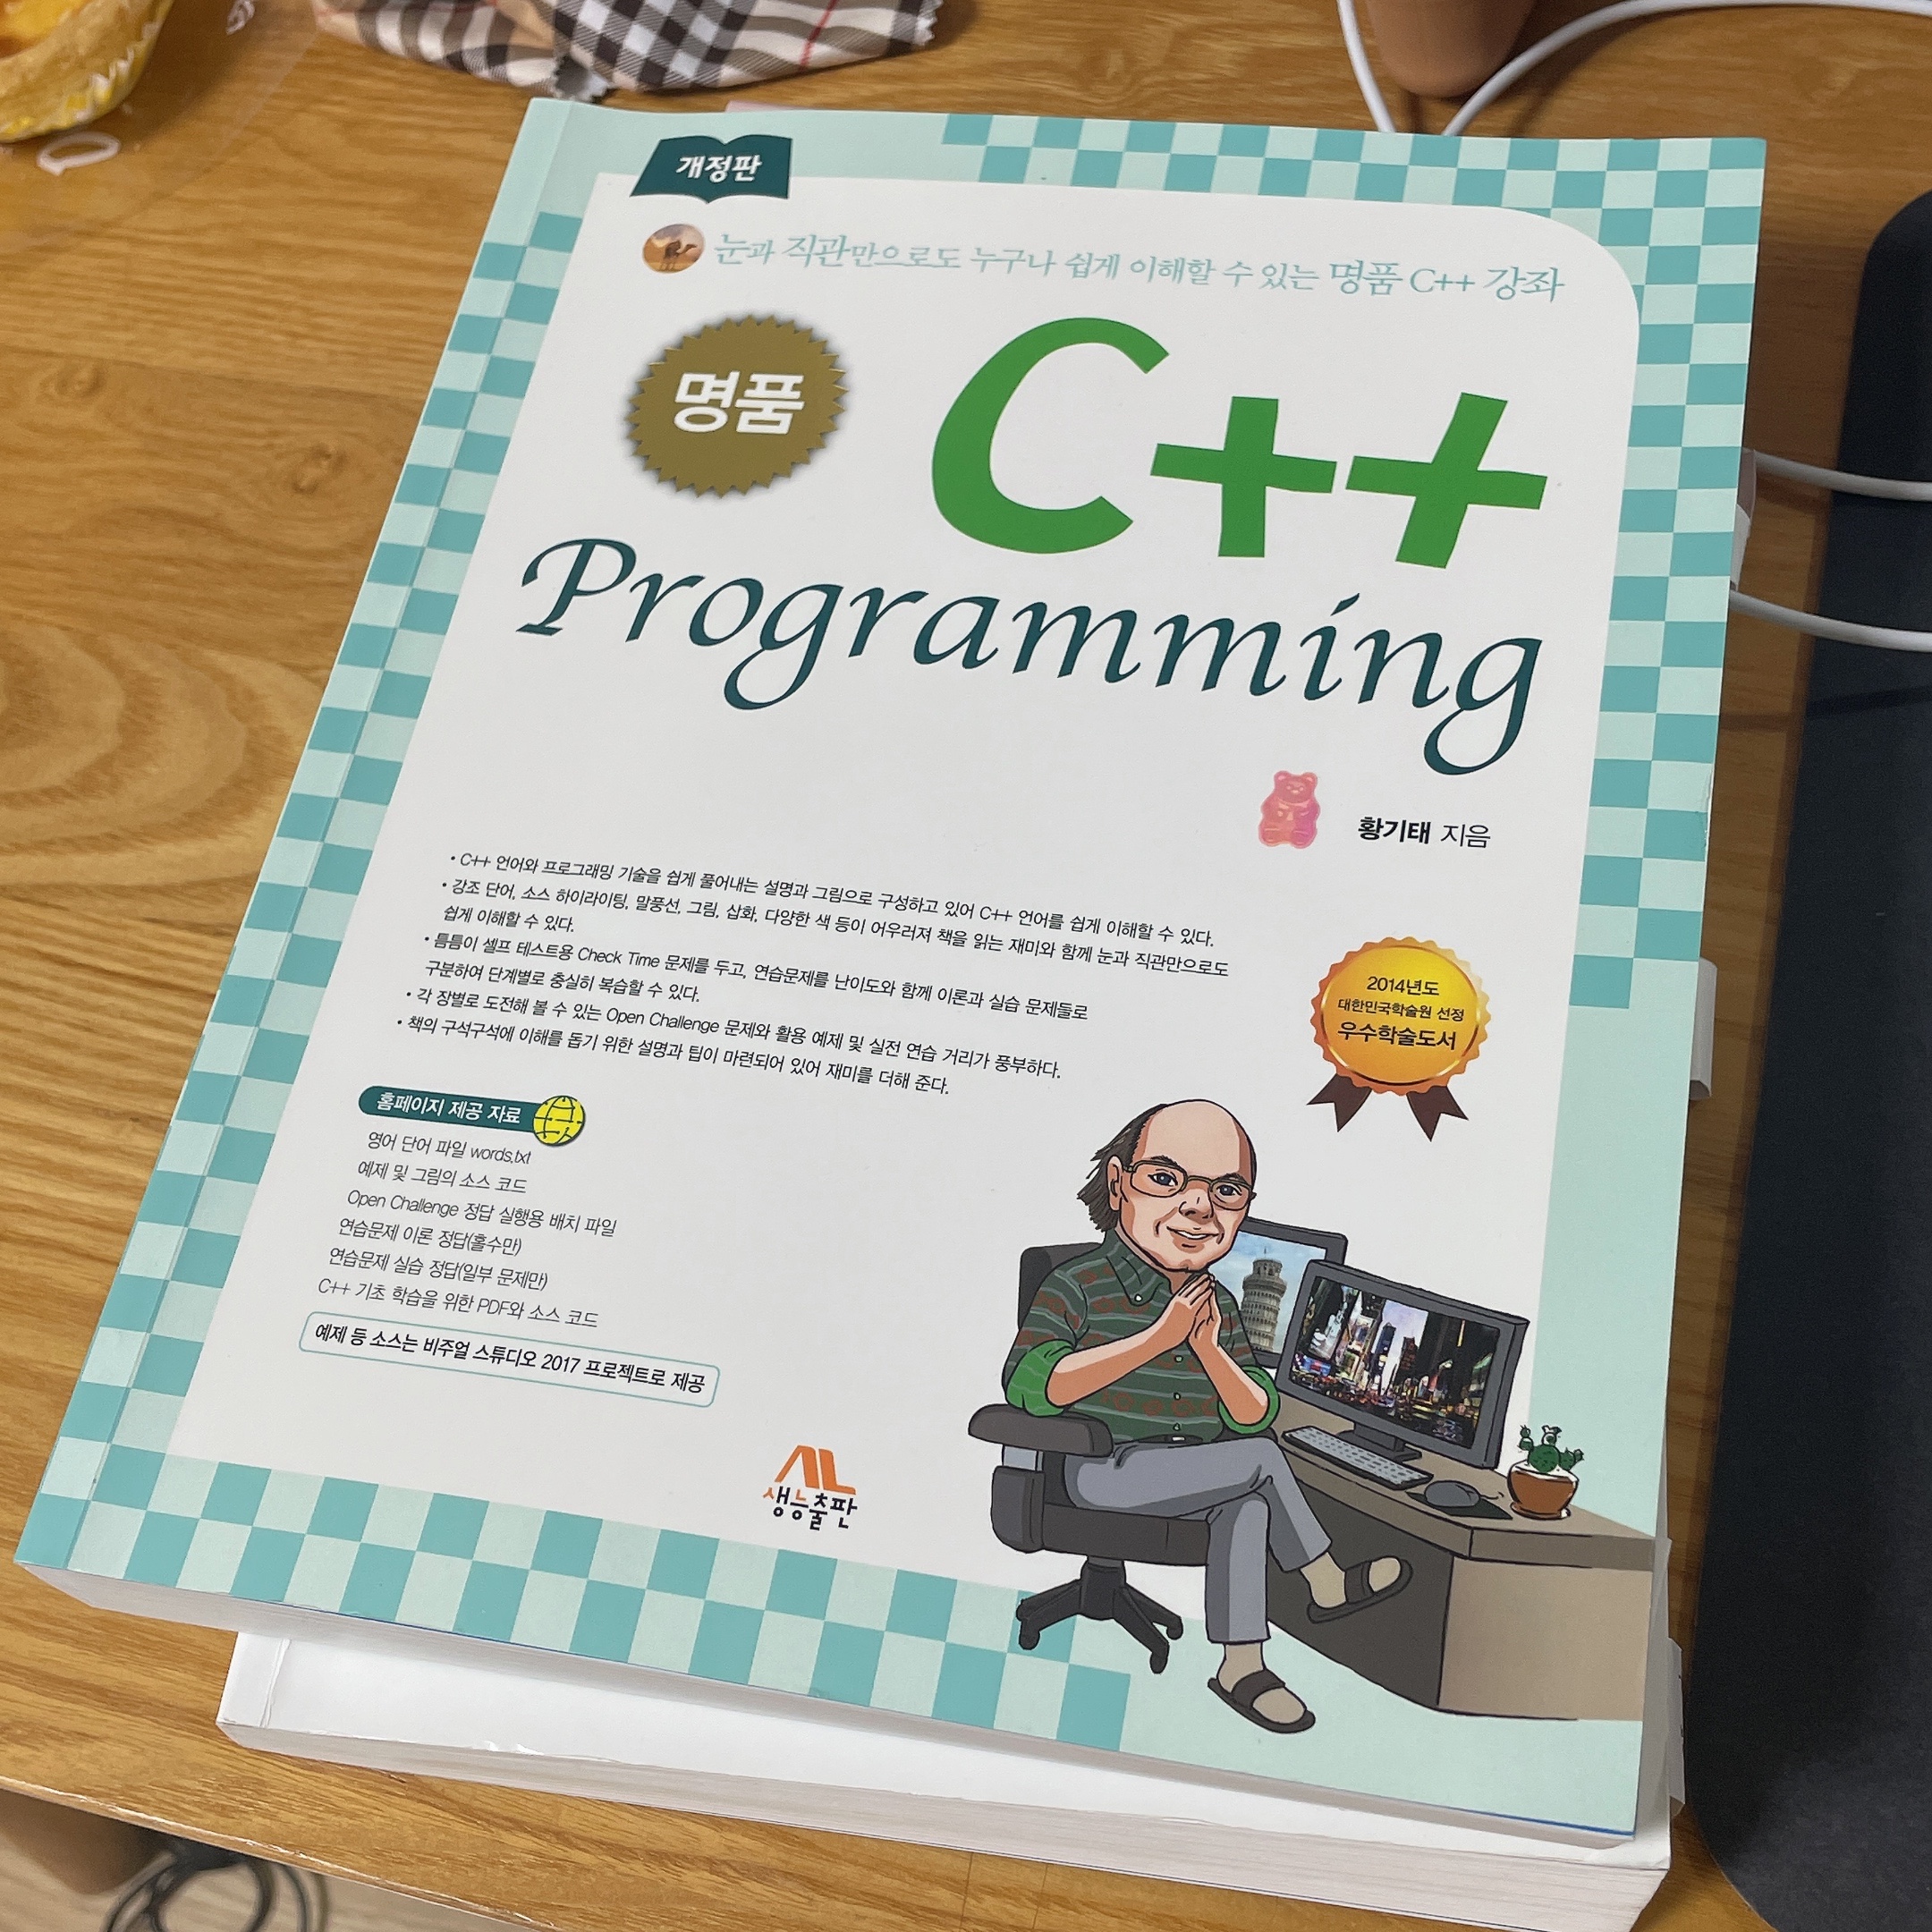 개정판
눈과 직관만으로도 누구나 쉽게 이해할 수 있는 명품 C++ 강좌
명품
C++
Programming
황기태 지음
• C++ 언어와 프로그래밍 기술을 쉽게 풀어내는 설명과 그림으로 구성하고 있어 C++ 언어를 쉽게 이해할 수 있다.
• 강조 단어, 소스 하이라이팅, 말풍선, 그림, 삽화, 다양한 색 등이 어우러져 책을 읽는 재미와 함께 눈과 직관만으로도
쉽게 이해할 수 있다.
• 틈틈이 셀프 테스트용 Check Time 문제를 두고, 연습문제를 난이도와 함께 이론과 실습 문제들로
구분하여 단계별로 충실히 복습할 수 있다.
• 각 장별로 도전해 볼 수 있는 Open Challenge 문제와 활용 예제 및 실전 연습 거리가 풍부하다.
• 책의 구석구석에 이해를 돕기 위한 설명과 팁이 마련되어 있어 재미를 더해 준다.
2014년도
대한민국학술원 선정
우수학술도서
홈페이지 제공 자료
영어 단어 파일 words.txt
예제 및 그림의 소스 코드
Open Challenge 정답 실행용 배치 파일
연습문제 이론 정답(홀수만)
연습문제 실습 정답(일부 문제만)
C++ 기초 학습을 위한 PDF와 소스 코드
예제 등 소스는 비주얼 스튜디오 2017 프로젝트로 제공
생능출판